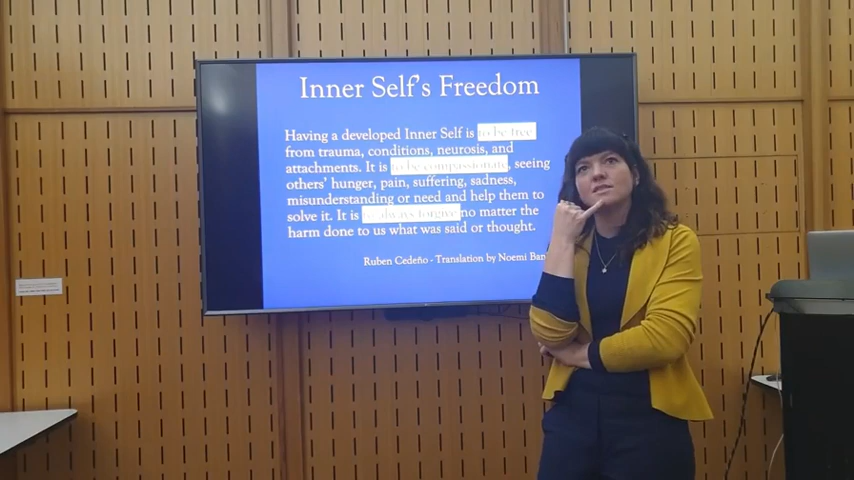 Inner Self's Freedom
Having a developed Inner Self is to be free
from trauma, conditions, neurosis, and
attachments. It is to be compassionate, seeing
others' hunger, pain, suffering, sadness,
misunderstanding or need and help them to
solve it. It is to always forgive no matter the
harm done to us what was said or thought.
Ruben Cedeño - Translation by Noemi